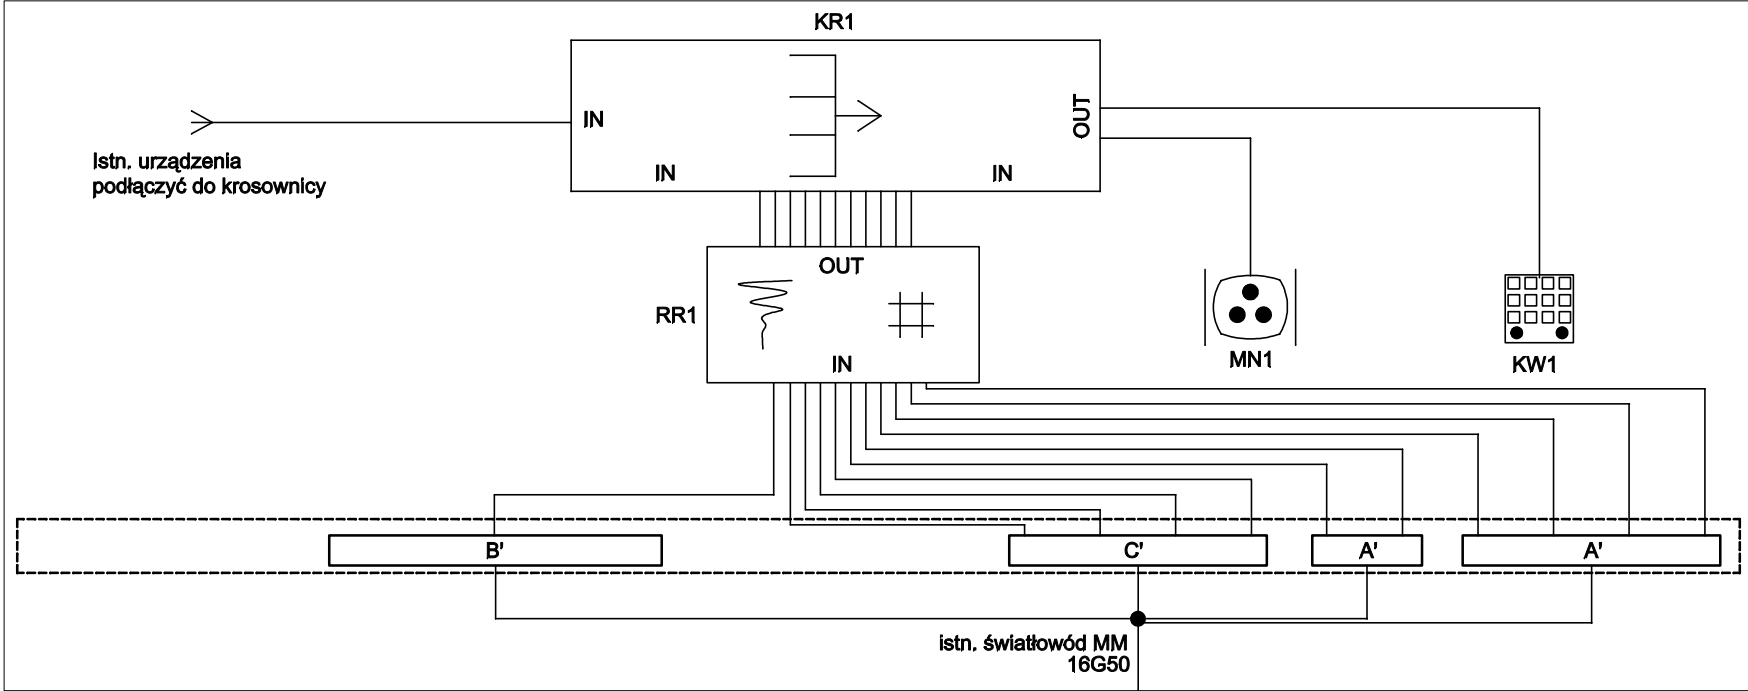 KR1
IN
OUT
IN
IN
Istn. urządzenia
podłączyć do krosownicy
OUT
RR1
IN
MN1
KW1
B'
C'
A'
A'
istn. światłowód MM
16G50